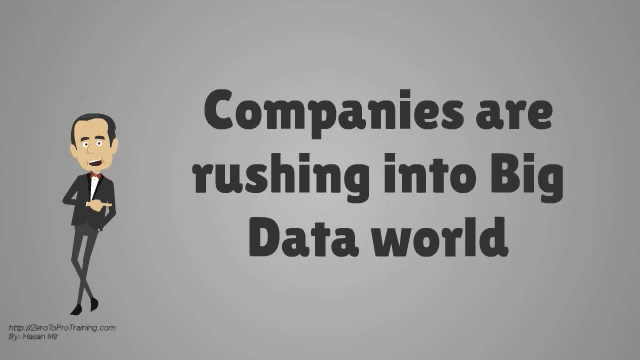 Companies are
rushing into Big
Data world
http://ZeroToProTraining.com
By: Hasan Mir